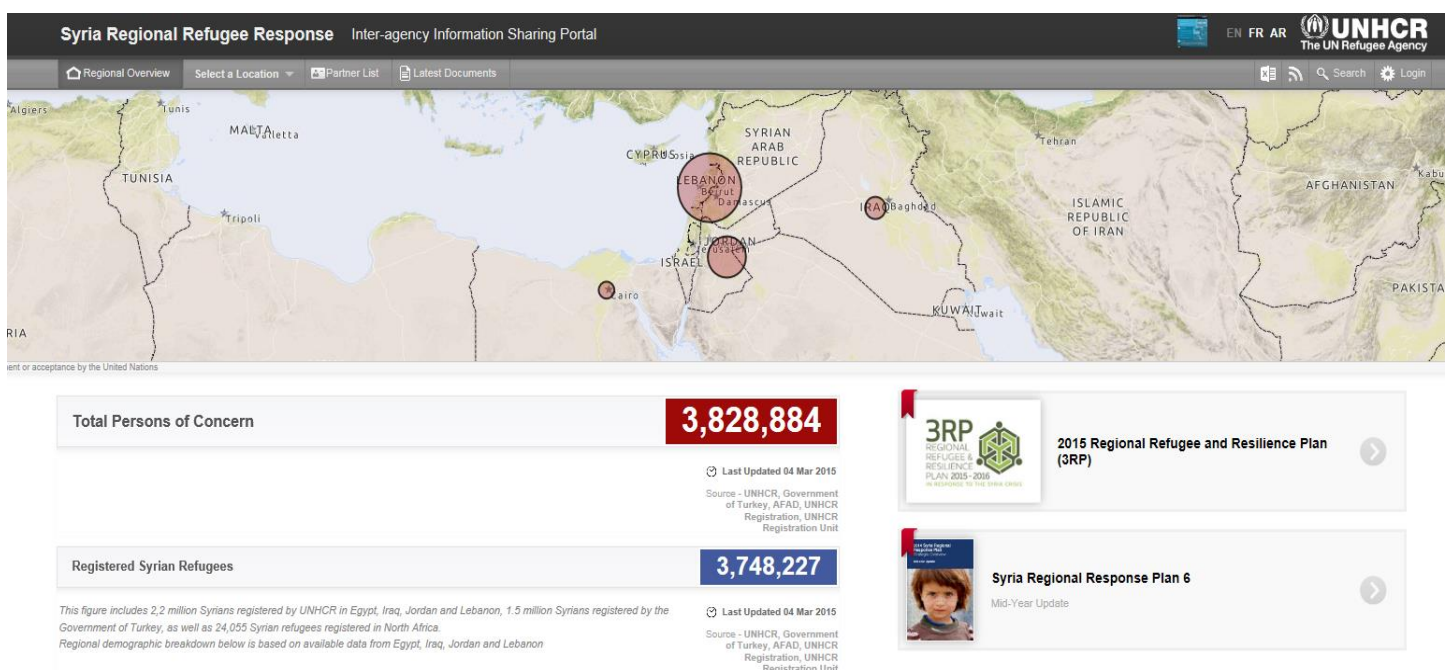 Syria Regional Refugee Response Inter-agency Information Sharing Portal
EN FR AR
UNHCR
The UN Refugee Agency
Regional Overview Select a Location Partner List Latest Documents
Search Login
Algiers
Tunis
MALTA
Valletta
TUNISIA
Tripoli
CYPRUS
SYRIAN
ARAB
REPUBLIC
LEBANON
Beirut
Damascus
IRAQ Baghdad
Tehran
ISLAMIC
REPUBLIC
OF IRAN
AFGHANISTAN
Kabu
JORDAN
Jerusalem
ISRAEL
Cairo
KUWAIT
PAKISTA
RIA
ent or acceptance by the United Nations
Total Persons of Concern
3,828,884
Last Updated 04 Mar 2015
Source - UNHCR, Government
of Turkey, AFAD, UNHCR
Registration, UNHCR
Registration Unit
Registered Syrian Refugees
3,748,227
This figure includes 2,2 million Syrians registered by UNHCR in Egypt, Iraq, Jordan and Lebanon, 1.5 million Syrians registered by the
Government of Turkey, as well as 24,055 Syrian refugees registered in North Africa.
Regional demographic breakdown below is based on available data from Egypt, Iraq, Jordan and Lebanon
Last Updated 04 Mar 2015
Source - UNHCR, Government
of Turkey, AFAD, UNHCR
Registration, UNHCR
Registration Unit
3RP
REGIONAL
REFUGEE &
RESILIENCE
PLAN 2015-2016
IN RESPONSE TO THE SYRIA CRISIS
2015 Regional Refugee and Resilience Plan
(3RP)
Syria Regional Response Plan 6
Mid-Year Update